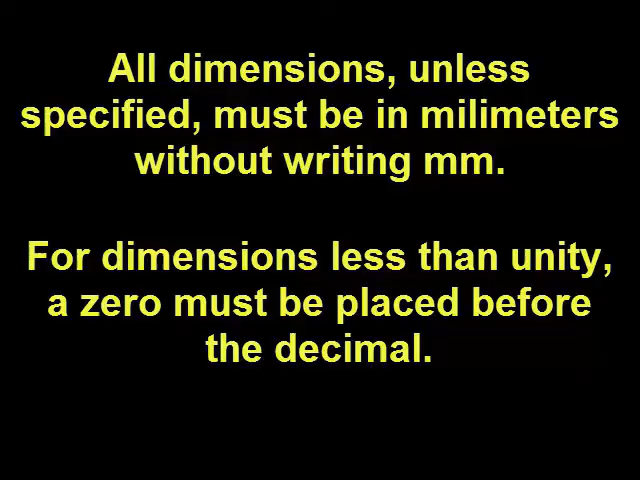 All dimensions, unless
specified, must be in milimeters
without writing mm.
For dimensions less than unity,
a zero must be placed before
the decimal.